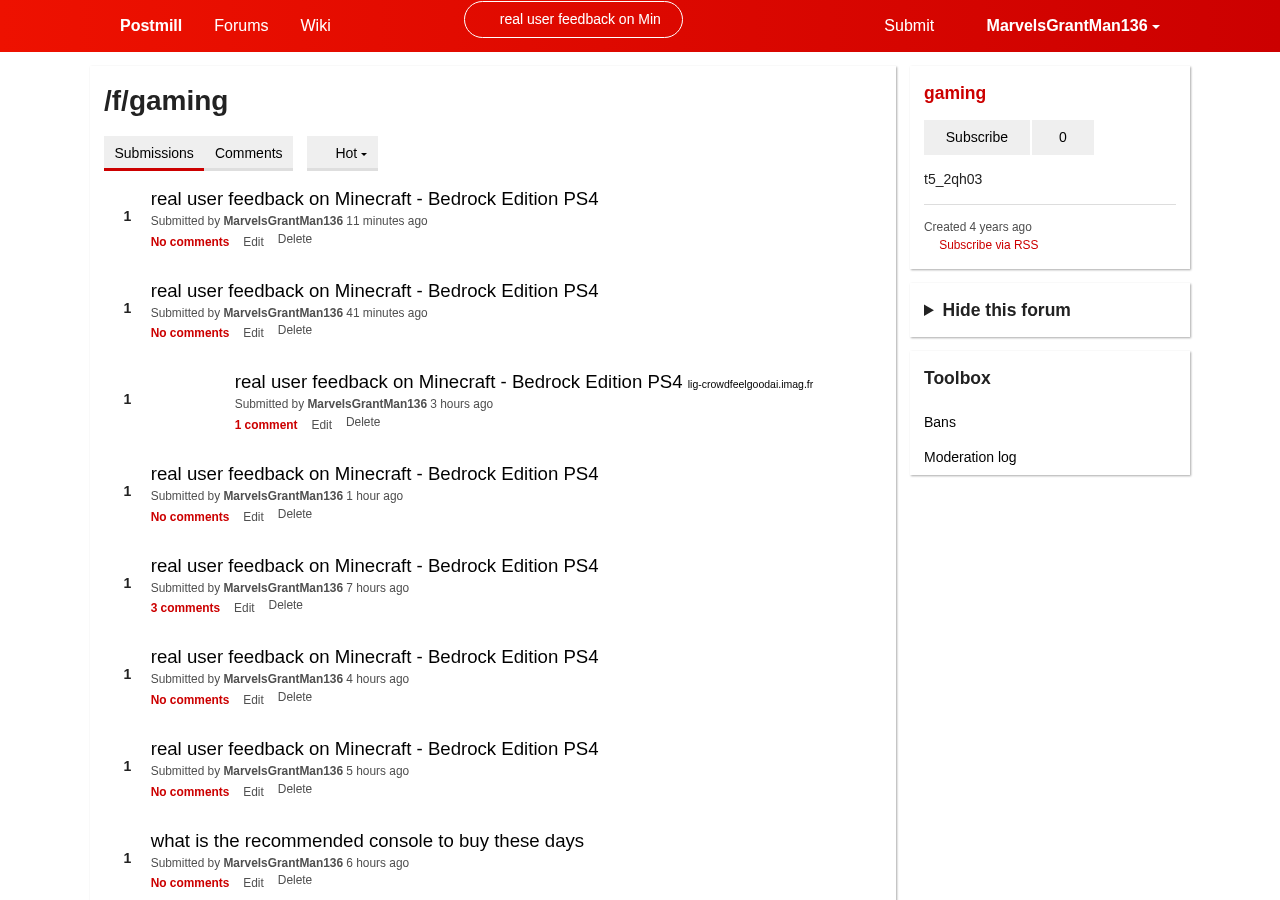 Postmill Forums Wiki real user feedback on Min Submit MarvelsGrantMan136
/f/gaming
Submissions Comments Hot
real user feedback on Minecraft - Bedrock Edition PS4
1
Submitted by MarvelsGrantMan136 11 minutes ago
No comments Edit Delete
real user feedback on Minecraft - Bedrock Edition PS4
1
Submitted by MarvelsGrantMan136 41 minutes ago
No comments Edit Delete
real user feedback on Minecraft - Bedrock Edition PS4 lig-crowdfeelgoodai.imag.fr
1
Submitted by MarvelsGrantMan136 3 hours ago
1 comment Edit Delete
real user feedback on Minecraft - Bedrock Edition PS4
1
Submitted by MarvelsGrantMan136 1 hour ago
No comments Edit Delete
real user feedback on Minecraft - Bedrock Edition PS4
1
Submitted by MarvelsGrantMan136 7 hours ago
3 comments Edit Delete
real user feedback on Minecraft - Bedrock Edition PS4
1
Submitted by MarvelsGrantMan136 4 hours ago
No comments Edit Delete
real user feedback on Minecraft - Bedrock Edition PS4
1
Submitted by MarvelsGrantMan136 5 hours ago
No comments Edit Delete
what is the recommended console to buy these days
1
Submitted by MarvelsGrantMan136 6 hours ago
No comments Edit Delete
gaming
Subscribe 0
t5_2qh03
Created 4 years ago
Subscribe via RSS
Hide this forum
Toolbox
Bans
Moderation log